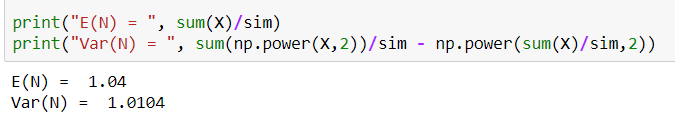 print("E(N) = ", sum(X)/sim)
print("Var(N) = ", sum(np.power(X,2))/sim - np.power(sum(X)/sim,2))
E(N) =  1.04
Var(N) =  1.0104